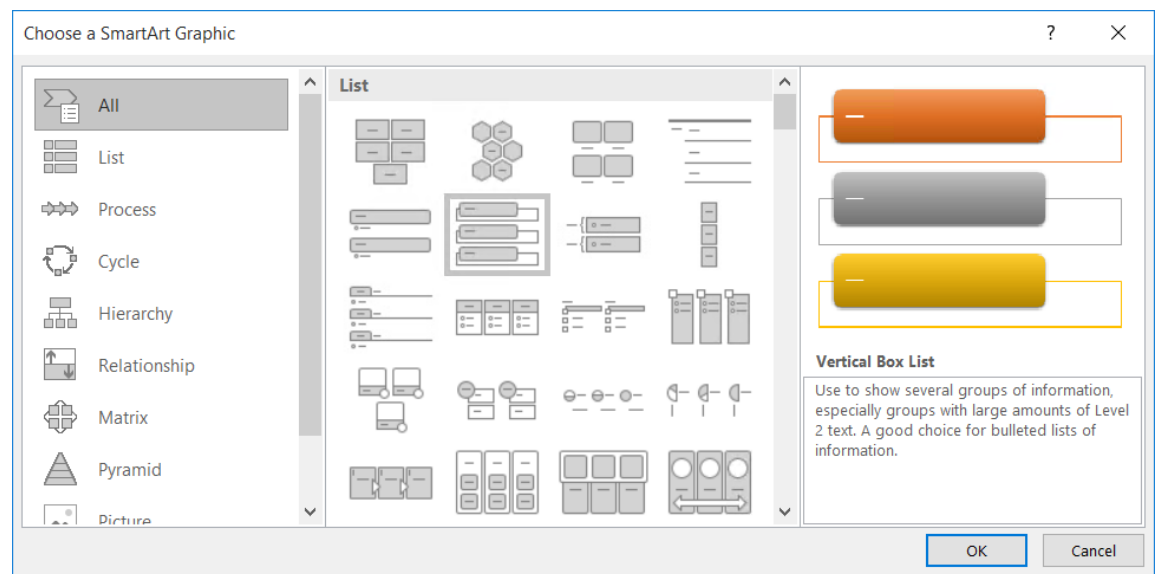 Choose a SmartArt Graphic
?
All
List
Process
Cycle
Hierarchy
Relationship
Matrix
Pyramid
Picture
List
Vertical Box List
Use to show several groups of information,
especially groups with large amounts of Level
2 text. A good choice for bulleted lists of
information.
OK
Cancel